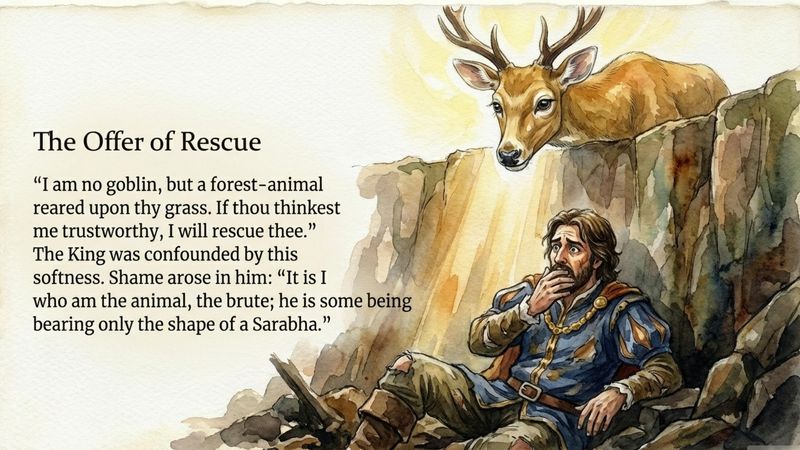 The Offer of Rescue
“I am no goblin, but a forest-animal
reared upon thy grass. If thou thinkest
me trustworthy, I will rescue thee.”
The King was confounded by this
softness. Shame arose in him: “It is I
who am the animal, the brute; he is some being
bearing only the shape of a Sarabha.”